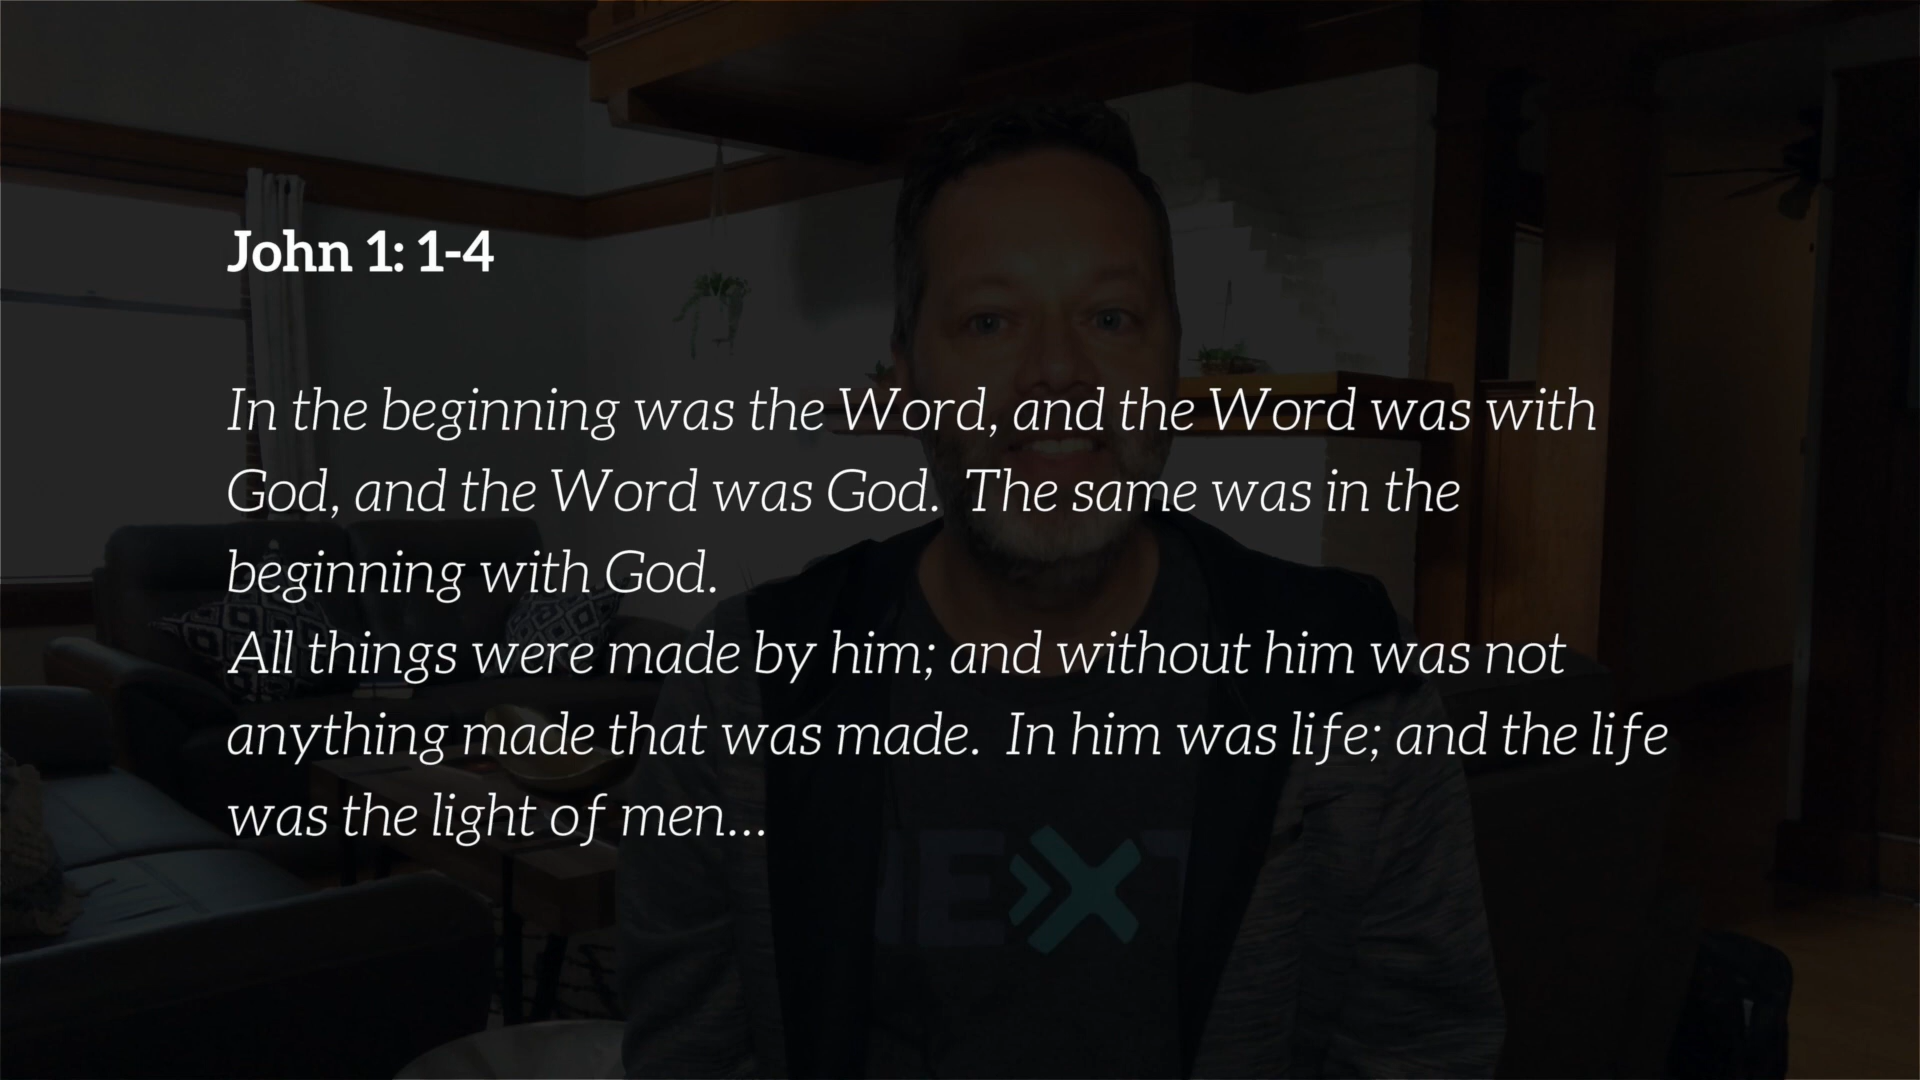 John 1: 1-4
In the beginning was the Word, and the Word was with
God, and the Word was God.  The same was in the
beginning with God.
All things were made by him; and without him was not
anything made that was made.  In him was life; and the life
was the light of men...
NEXT